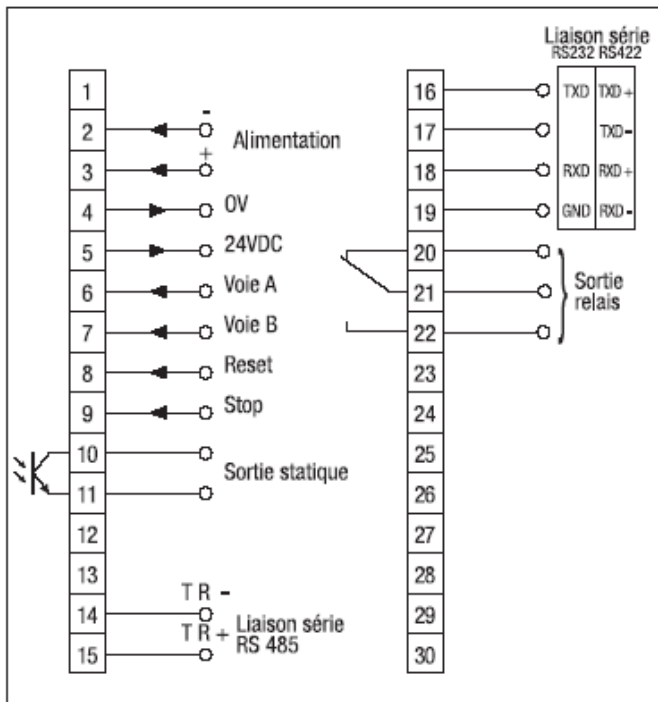 Liaison série
RS232 RS422
1
2 - Alimentation
3 +
4 0V
5 24VDC
6 Voie A
7 Voie B
8 Reset
9 Stop
10
Sortie statique
11
12
13
14 T R -
Liaison série
15 T R +
RS 485
16 TXD TXD+
17 TXD-
18 RXD RXD+
19 GND RXD-
20
21 Sortie
relais
22
23
24
25
26
27
28
29
30